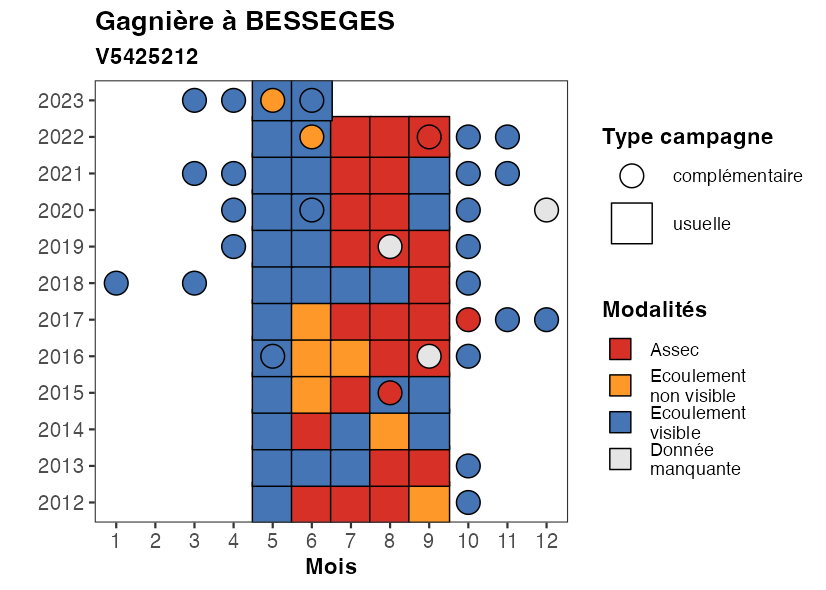 Gagnière à BESSEGES
V5425212
2023
2022
2021
2020
2019
2018
2017
2016
2015
2014
2013
2012
1 2 3 4 5 6 7 8 9 10 11 12
Mois
Type campagne
complémentaire
usuelle
Modalités
Assec
Ecoulement
non visible
Ecoulement
visible
Donnée
manquante